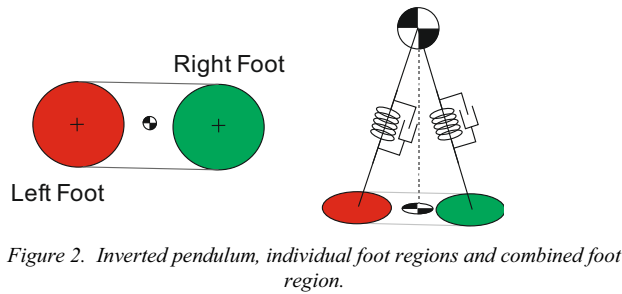 Right Foot
Left Foot
Figure 2.  Inverted pendulum, individual foot regions and combined foot
region.